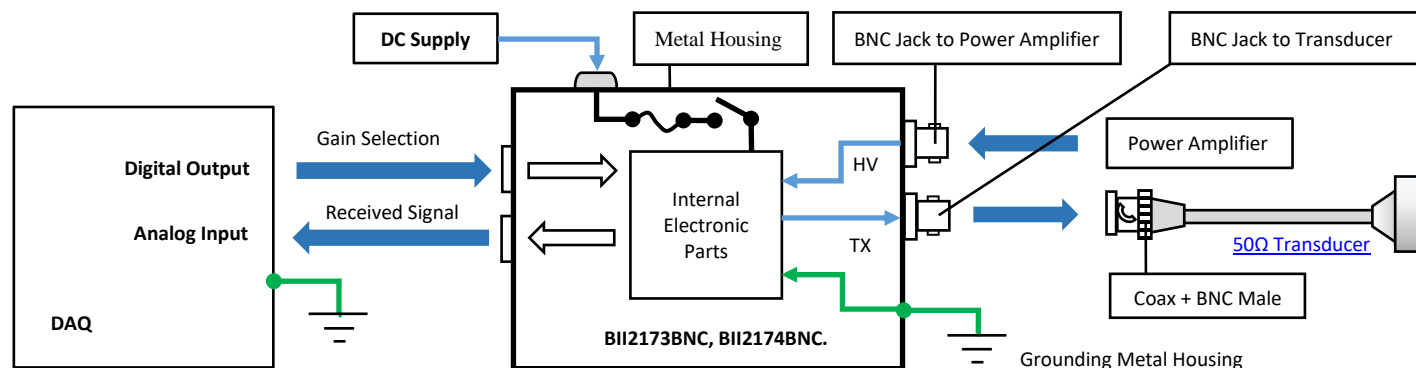 DC Supply
Metal Housing
BNC Jack to Power Amplifier
BNC Jack to Transducer
Gain Selection
Digital Output
Received Signal
Analog Input
DAQ
HV
TX
Internal
Electronic
Parts
Power Amplifier
50Ω Transducer
Coax + BNC Male
BII2173BNC, BII2174BNC.
Grounding Metal Housing